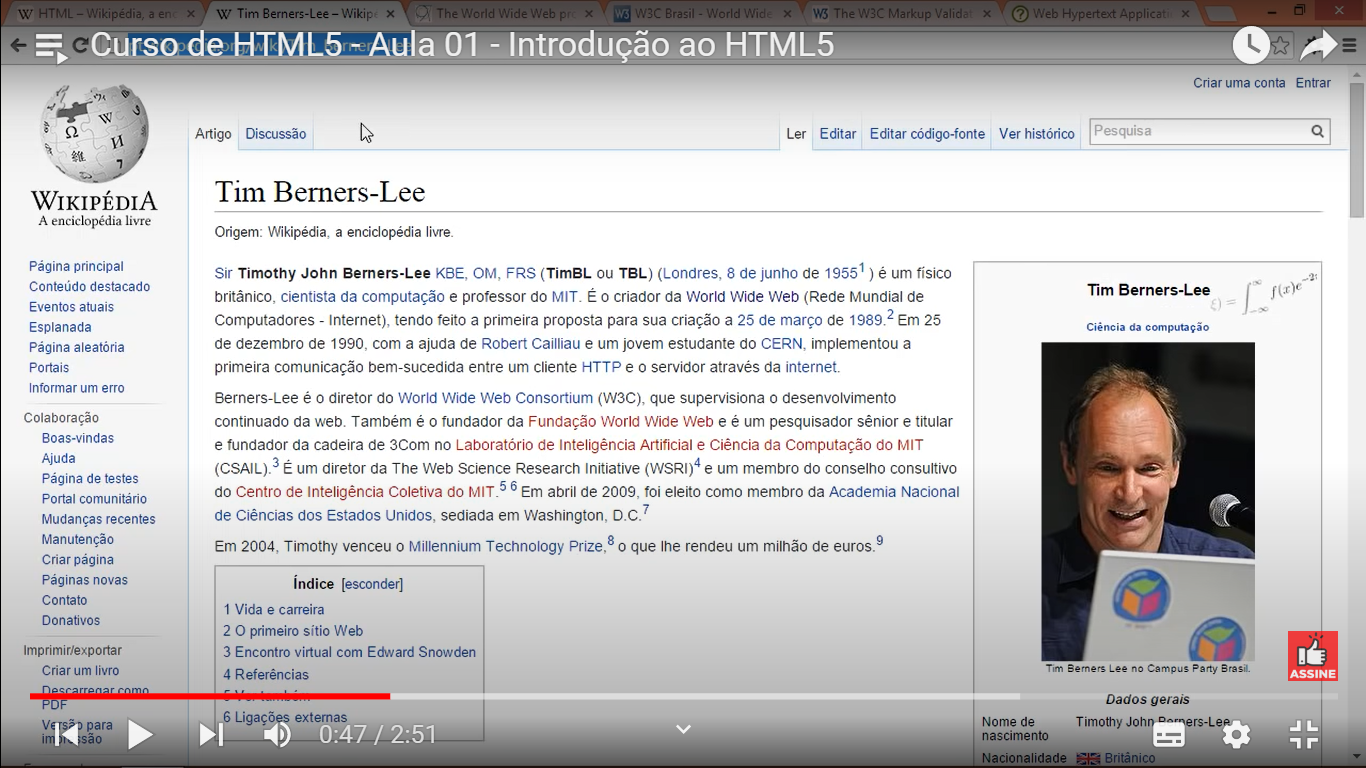 HTML – Wikipédia, a en
Tim Berners-Lee – Wikip
The World Wide Web pro
W3C Brasil - World Wide
The W3C Markup Valida
Web Hypertext Applicati
Curso de HTML5 - Aula 01 - Introdução ao HTML5
Criar uma conta Entrar
Artigo Discussão Ler Editar Editar código-fonte Ver histórico Pesquisa
WIKIPÉDIA
A enciclopédia livre
Página principal
Conteúdo destacado
Eventos atuais
Esplanada
Página aleatória
Portais
Informar um erro
Colaboração
Boas-vindas
Ajuda
Página de testes
Portal comunitário
Mudanças recentes
Manutenção
Criar página
Páginas novas
Contato
Donativos
Imprimir/exportar
Criar um livro
Descarregar como
PDF
Versão para
impressão
Tim Berners-Lee
Origem: Wikipédia, a enciclopédia livre.
Sir Timothy John Berners-Lee KBE, OM, FRS (TimBL ou TBL) (Londres, 8 de junho de 1955 1 ) é um físico
britânico, cientista da computação e professor do MIT. É o criador da World Wide Web (Rede Mundial de
Computadores - Internet), tendo feito a primeira proposta para sua criação a 25 de março de 1989. 2 Em 25
de dezembro de 1990, com a ajuda de Robert Cailliau e um jovem estudante do CERN, implementou a
primeira comunicação bem-sucedida entre um cliente HTTP e o servidor através da internet.
Berners-Lee é o diretor do World Wide Web Consortium (W3C), que supervisiona o desenvolvimento
continuado da web. Também é o fundador da Fundação World Wide Web e é um pesquisador sênior e titular
e fundador da cadeira de 3Com no Laboratório de Inteligência Artificial e Ciência da Computação do MIT
(CSAIL). 3 É um diretor da The Web Science Research Initiative (WSRI) 4 e um membro do conselho consultivo
do Centro de Inteligência Coletiva do MIT. 5 6 Em abril de 2009, foi eleito como membro da Academia Nacional
de Ciências dos Estados Unidos, sediada em Washington, D.C. 7
Em 2004, Timothy venceu o Millennium Technology Prize, 8 o que lhe rendeu um milhão de euros. 9
Índice [esconder]
1 Vida e carreira
2 O primeiro sítio Web
3 Encontro virtual com Edward Snowden
4 Referências
5 Ver também
6 Ligações externas
Tim Berners-Lee
Ciência da computação
Tim Berners Lee no Campus Party Brasil.
Dados gerais
Nome de nascimento Timothy John Berners-Lee
Nacionalidade Britânico
ASSINE
0:47 / 2:51